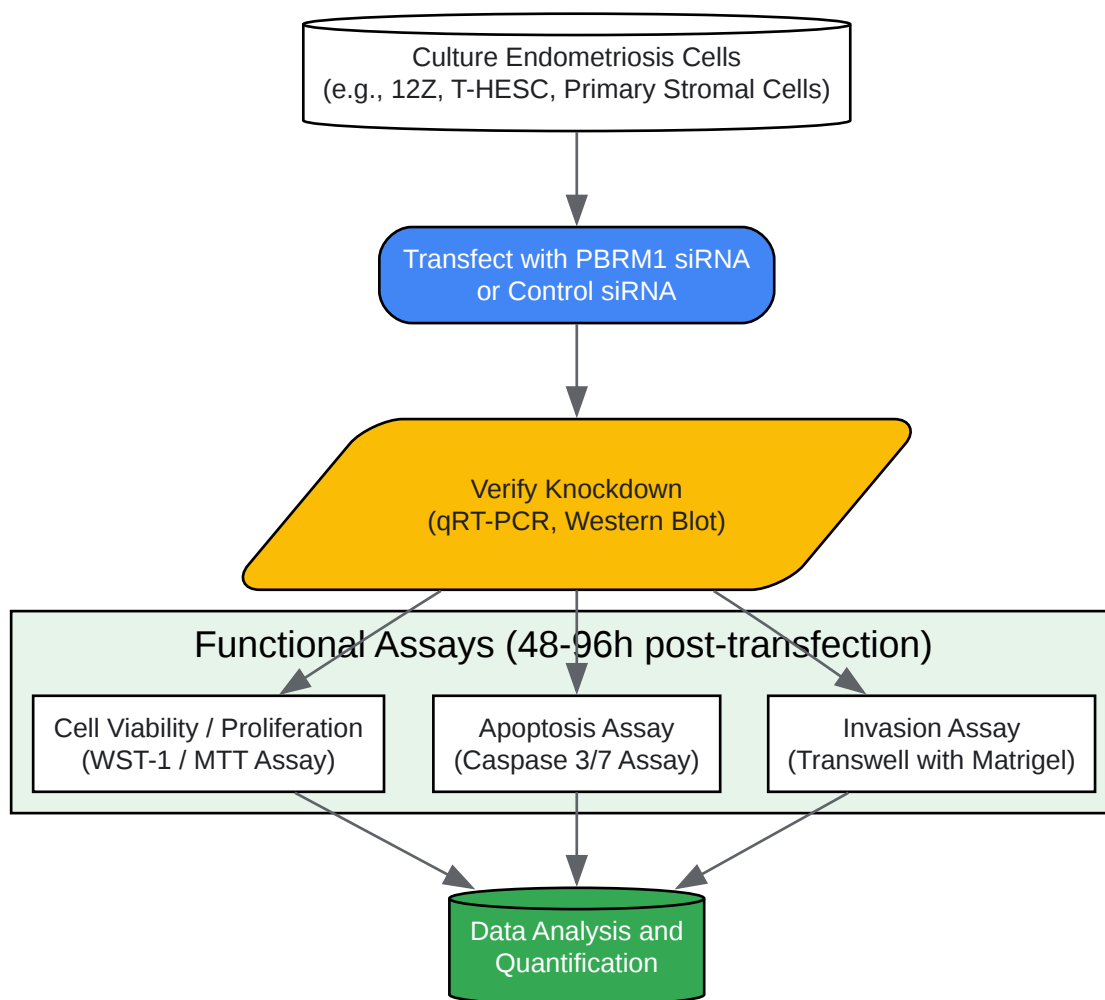 Culture Endometriosis Cells
(e.g., 12Z, T-HESC, Primary Stromal Cells)
Transfect with PBRM1 siRNA
or Control siRNA
Verify Knockdown
(qRT-PCR, Western Blot)
Functional Assays (48-96h post-transfection)
Cell Viability / Proliferation
(WST-1 / MTT Assay)
Apoptosis Assay
(Caspase 3/7 Assay)
Invasion Assay
(Transwell with Matrigel)
Data Analysis and
Quantification